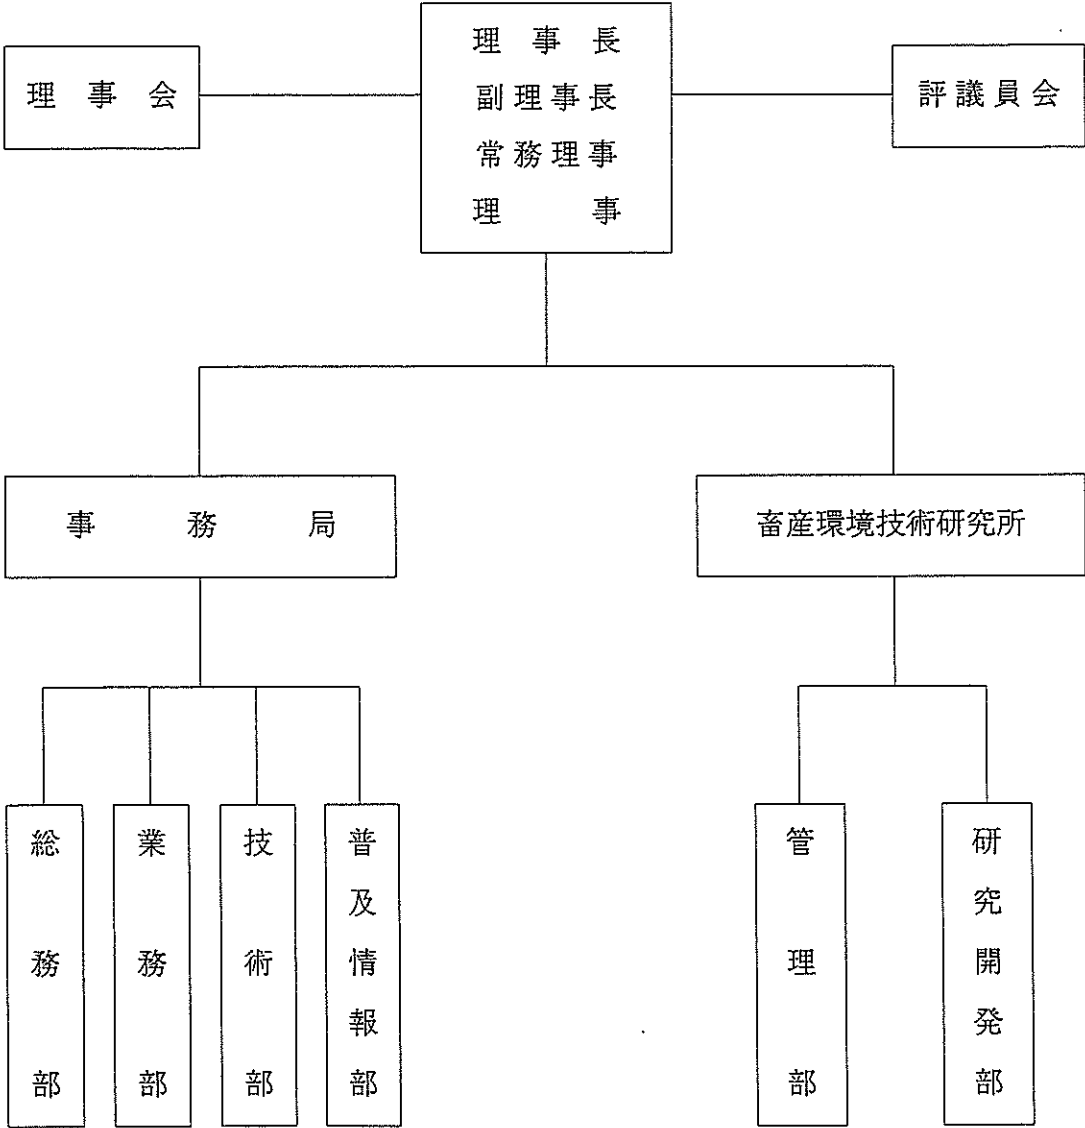 理事会
理事長
副理事長
常務理事
理事
評議員会
事務局
畜産環境技術研究所
総務部
業務部
技術部
普及情報部
管理部
研究開発部